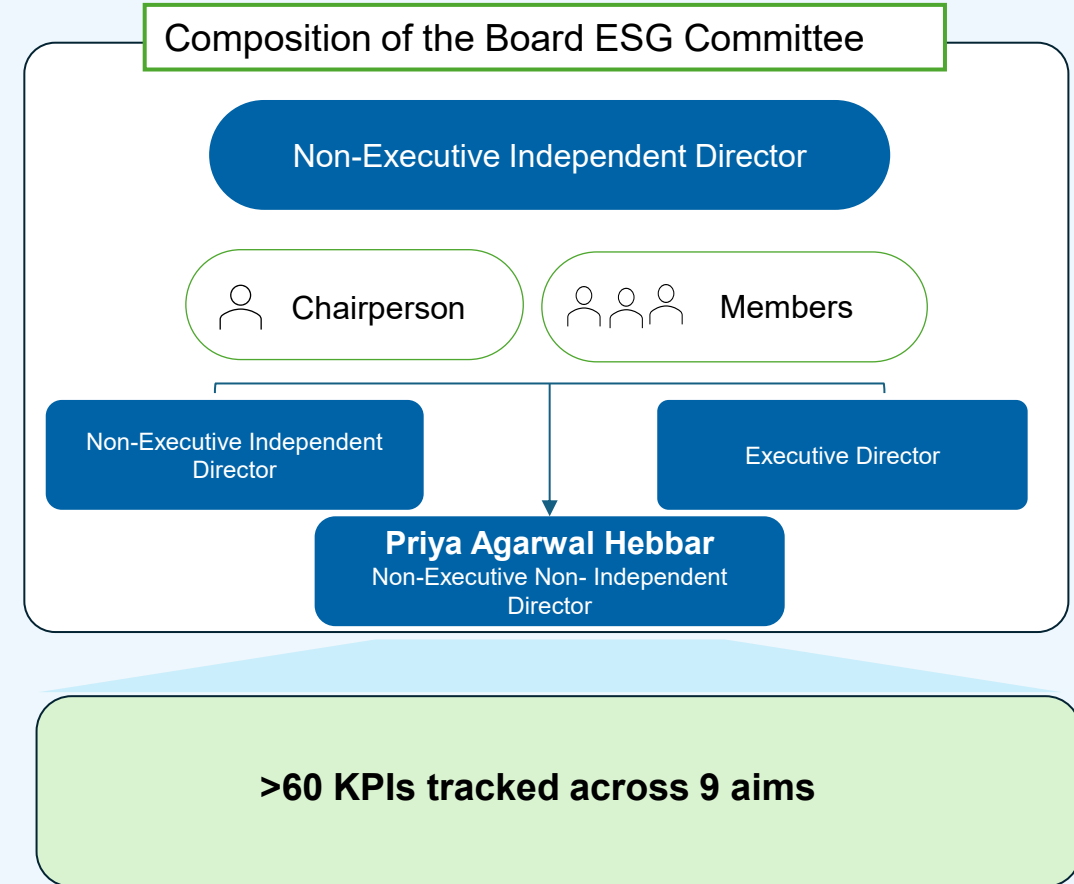 Composition of the Board ESG Committee
Non-Executive Independent Director
Chairperson
Members
Non-Executive Independent
Director
Executive Director
Priya Agarwal Hebbar
Non-Executive Non- Independent
Director
>60 KPIs tracked across 9 aims